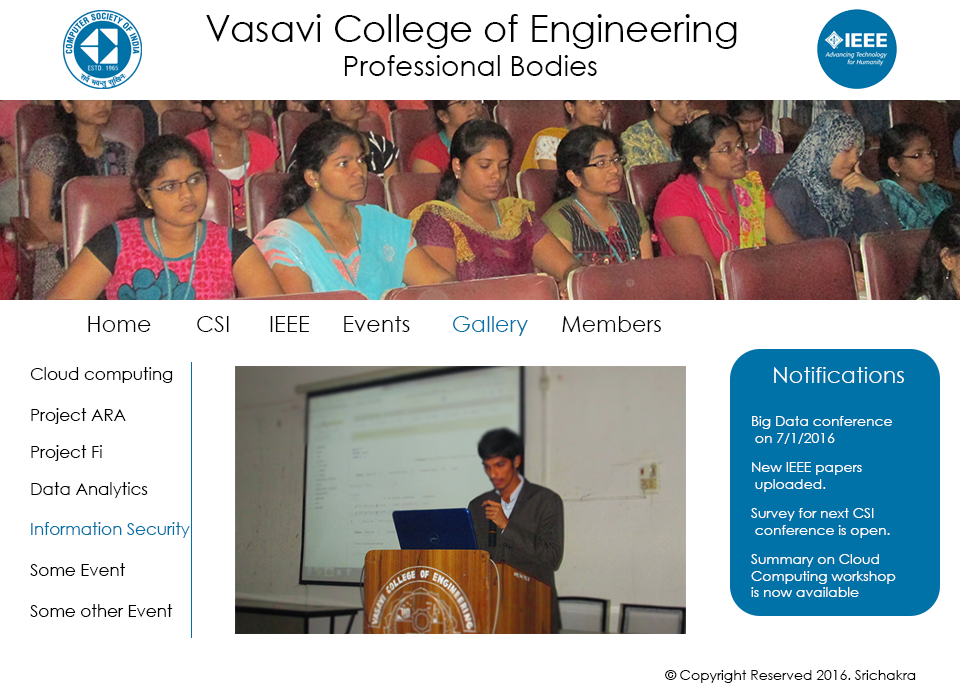 COMPUTER SOCIETY OF INDIA
ESTD. 1965
Vasavi College of Engineering
Professional Bodies
IEEE
Advancing Technology
for Humanity
Home CSI IEEE Events Gallery Members
Cloud computing
Project ARA
Project Fi
Data Analytics
Information Security
Some Event
Some other Event
VASAVI COLLEGE OF ENGINEERING
Notifications
Big Data conference
on 7/1/2016
New IEEE papers
uploaded.
Survey for next CSI
conference is open.
Summary on Cloud
Computing workshop
is now available
© Copyright Reserved 2016. Srichakra